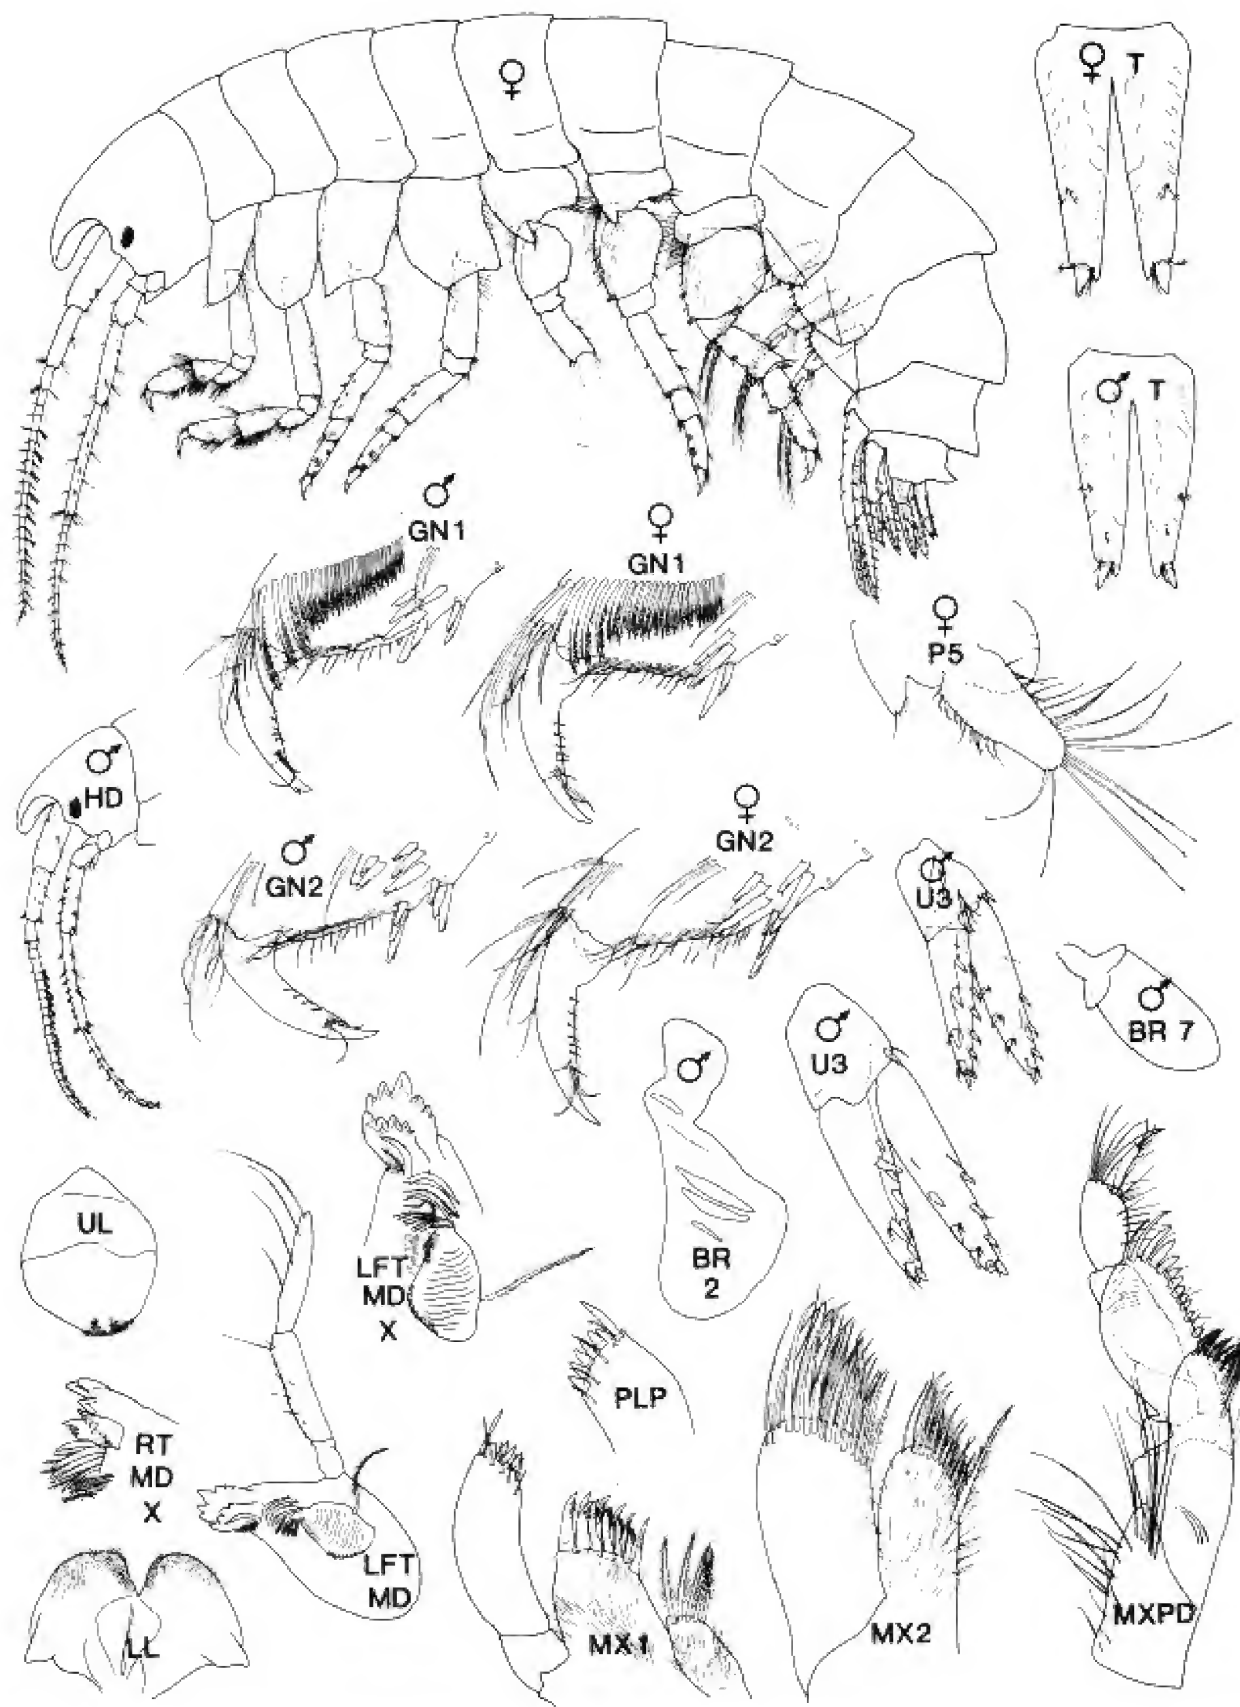 ♀
♀ T
♂ T
♂
GN1
♀
GN1
♀
P5
♂
HD
♂
GN2
♀
GN2
♂
U3
♂
U3
♂
BR 7
♂
BR
2
UL
LFT
MD
X
PLP
RT
MD
X
LFT
MD
LL
MX1
MX2
MXPD